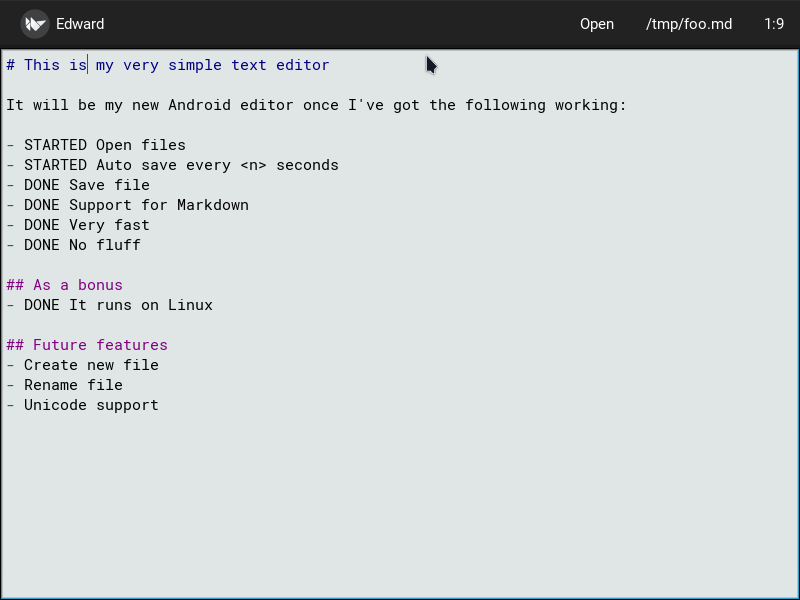 Edward Open /tmp/foo.md 1:9
# This is my very simple text editor
It will be my new Android editor once I've got the following working:
- STARTED Open files
- STARTED Auto save every <n> seconds
- DONE Save file
- DONE Support for Markdown
- DONE Very fast
- DONE No fluff
## As a bonus
- DONE It runs on Linux
## Future features
- Create new file
- Rename file
- Unicode support